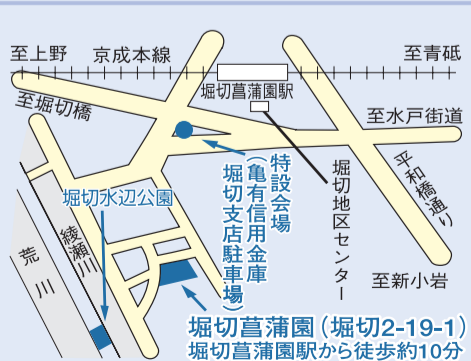 至上野
京成本線
至青砥
堀切菖蒲園駅
至堀切橋
至水戸街道
特設会場
(亀有信用金庫
堀切支店駐車場)
堀切地区センター
平和橋通り
堀切水辺公園
綾瀬川
荒川
至新小岩
堀切菖蒲園(堀切2-19-1)
堀切菖蒲園駅から徒歩約10分